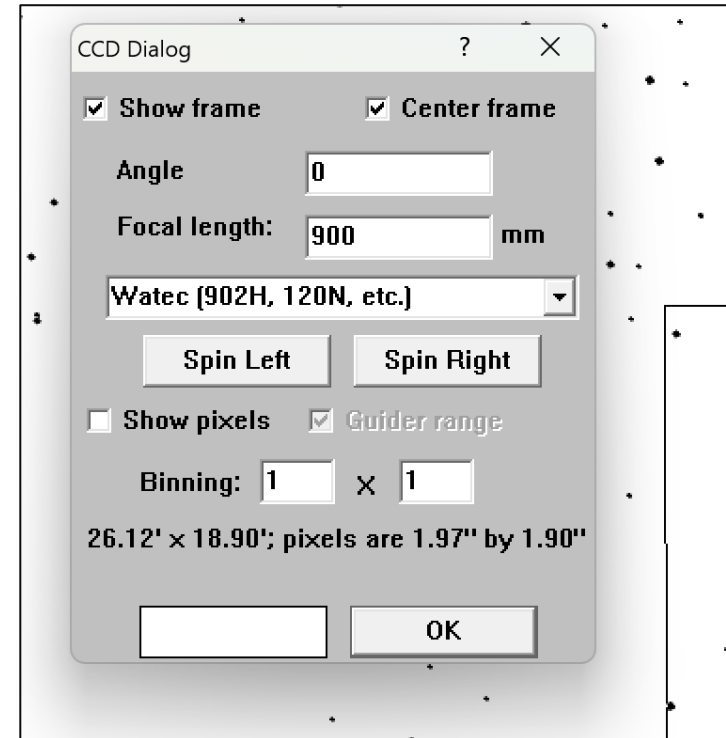 CCD Dialog ?
Show frame Center frame
Angle 0
Focal length: 900 mm
Watec (902H, 120N, etc.)
Spin Left Spin Right
Show pixels Guider range
Binning: 1 X 1
26.12' x 18.90'; pixels are 1.97'' by 1.90''
OK